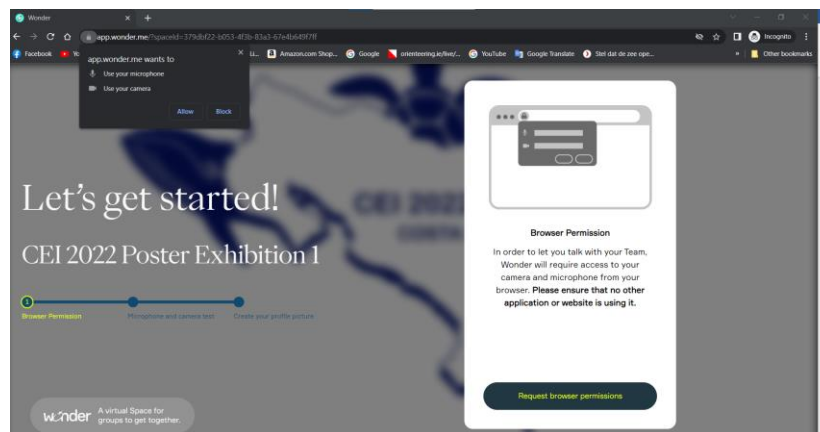 Wonder
app.wonder.me/?spaceId=379dbf22-b053-4f3b-83a3-67e4b649f7ff
Incognito
Facebook
Amazon.com Shop...
Google
orienteering.ie/live/...
YouTube
Google Translate
Stel dat de zee ope...
Other bookmarks
app.wonder.me wants to
Use your microphone
Use your camera
Allow Block
Let's get started!
CEI 2022 Poster Exhibition 1
1
Browser Permission
Microphone and camera test
Create your profile picture
CEI 2022
COSTA
Browser Permission
In order to let you talk with your Team,
Wonder will require access to your
camera and microphone from your
browser. Please ensure that no other
application or website is using it.
Request browser permissions
wonder
A virtual Space for
groups to get together.